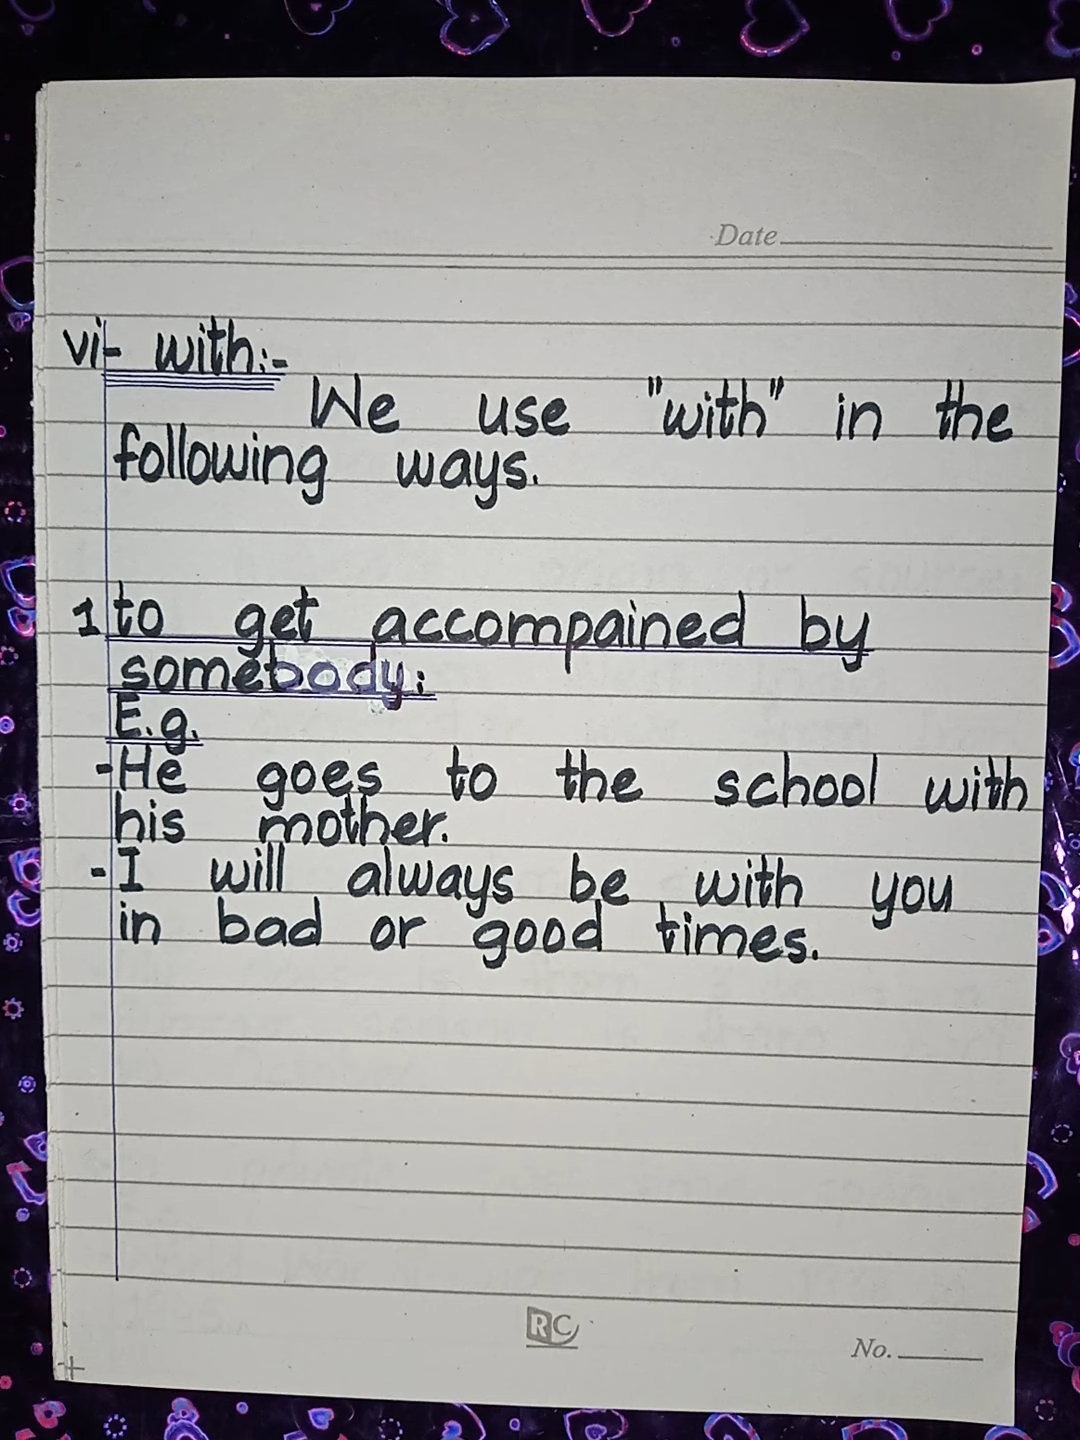 Date
vi- with:-
We use "with" in the
following ways.
1 to get accompained by
somebody:
E.g.
-He goes to the school with
his mother.
-I will always be with you
in bad or good times.
RC
No.